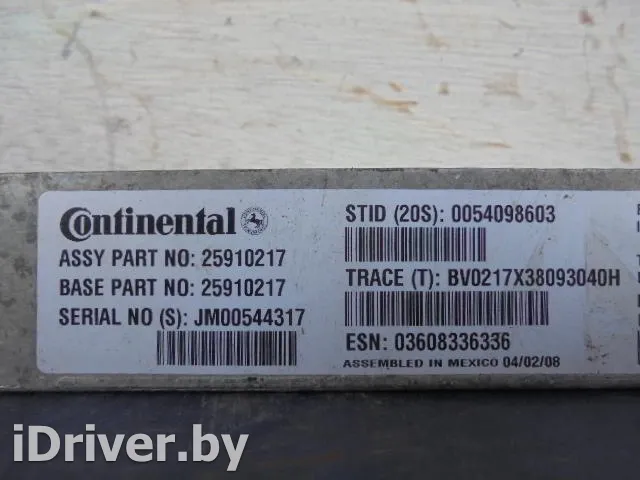 Continental
ASSY PART NO: 25910217
BASE PART NO: 25910217
SERIAL NO (S): JM00544317
STID (20S): 0054098603
TRACE (T): BV0217X38093040H
ESN: 03608336336
ASSEMBLED IN MEXICO 04/02/08
iDriver.by